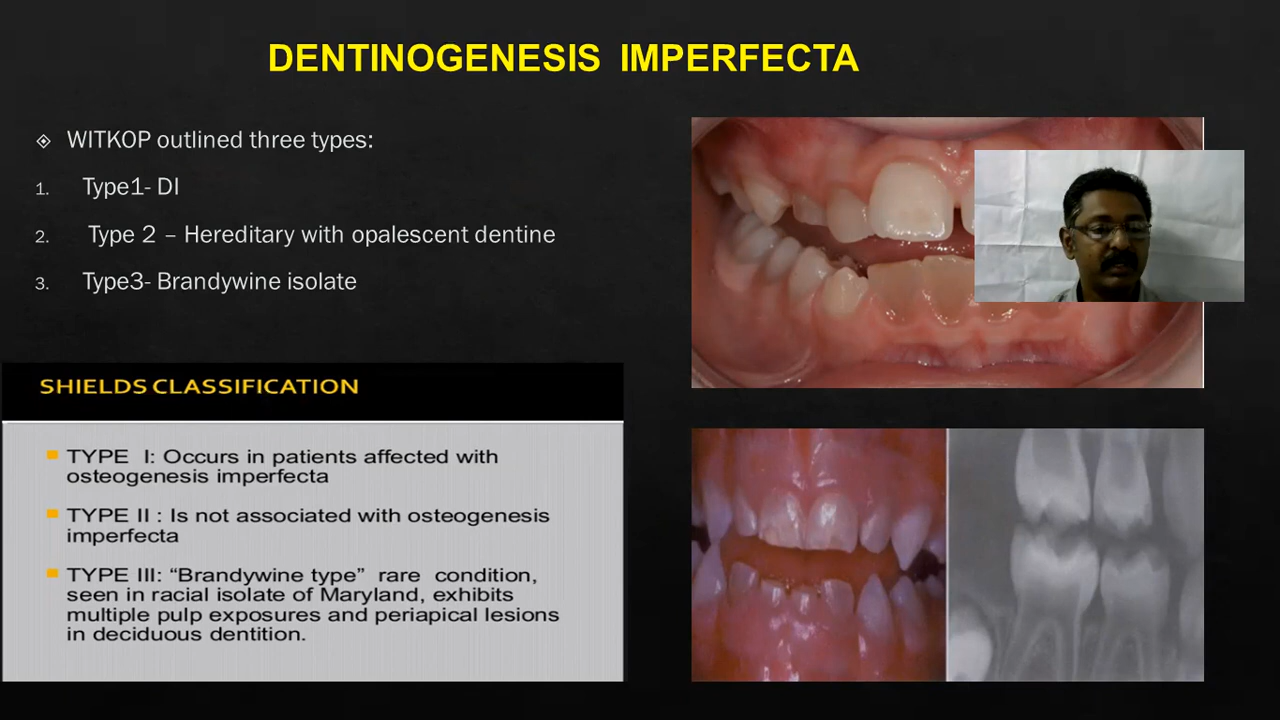 DENTINOGENESIS IMPERFECTA
WITKOP outlined three types:
1. Type1- DI
2. Type 2 – Hereditary with opalescent dentine
3. Type3- Brandywine isolate
SHIELDS CLASSIFICATION
TYPE I: Occurs in patients affected with
osteogenesis imperfecta
TYPE II : Is not associated with osteogenesis
imperfecta
TYPE III: “Brandywine type” rare condition,
seen in racial isolate of Maryland, exhibits
multiple pulp exposures and periapical lesions
in deciduous dentition.